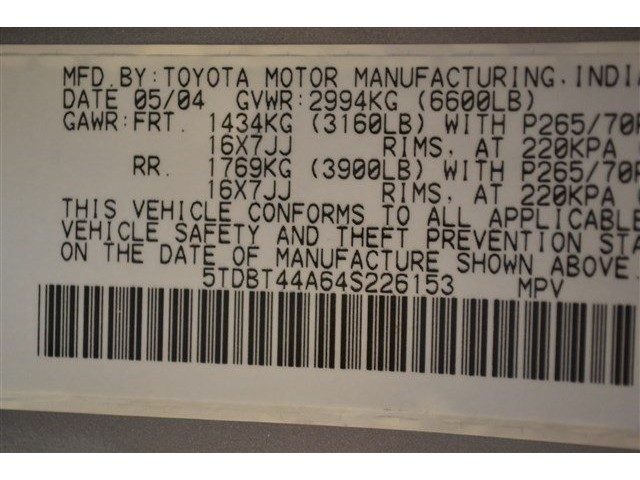 MFD.BY:TOYOTA MOTOR MANUFACTURING.INDI
DATE 05/04 GVWR:2994KG (6600LB)
GAWR:FRT. 1434KG (3160LB) WITH P265/70R
16X7JJ RIMS, AT 220KPA (
RR. 1769KG (3900LB) WITH P265/70R
16X7JJ RIMS, AT 220KPA (
THIS VEHICLE CONFORMS TO ALL APPLICABLE
VEHICLE SAFETY AND THEFT PREVENTION STA
ON THE DATE OF MANUFACTURE SHOWN ABOVE.
5TDBT44A64S226153 MPV